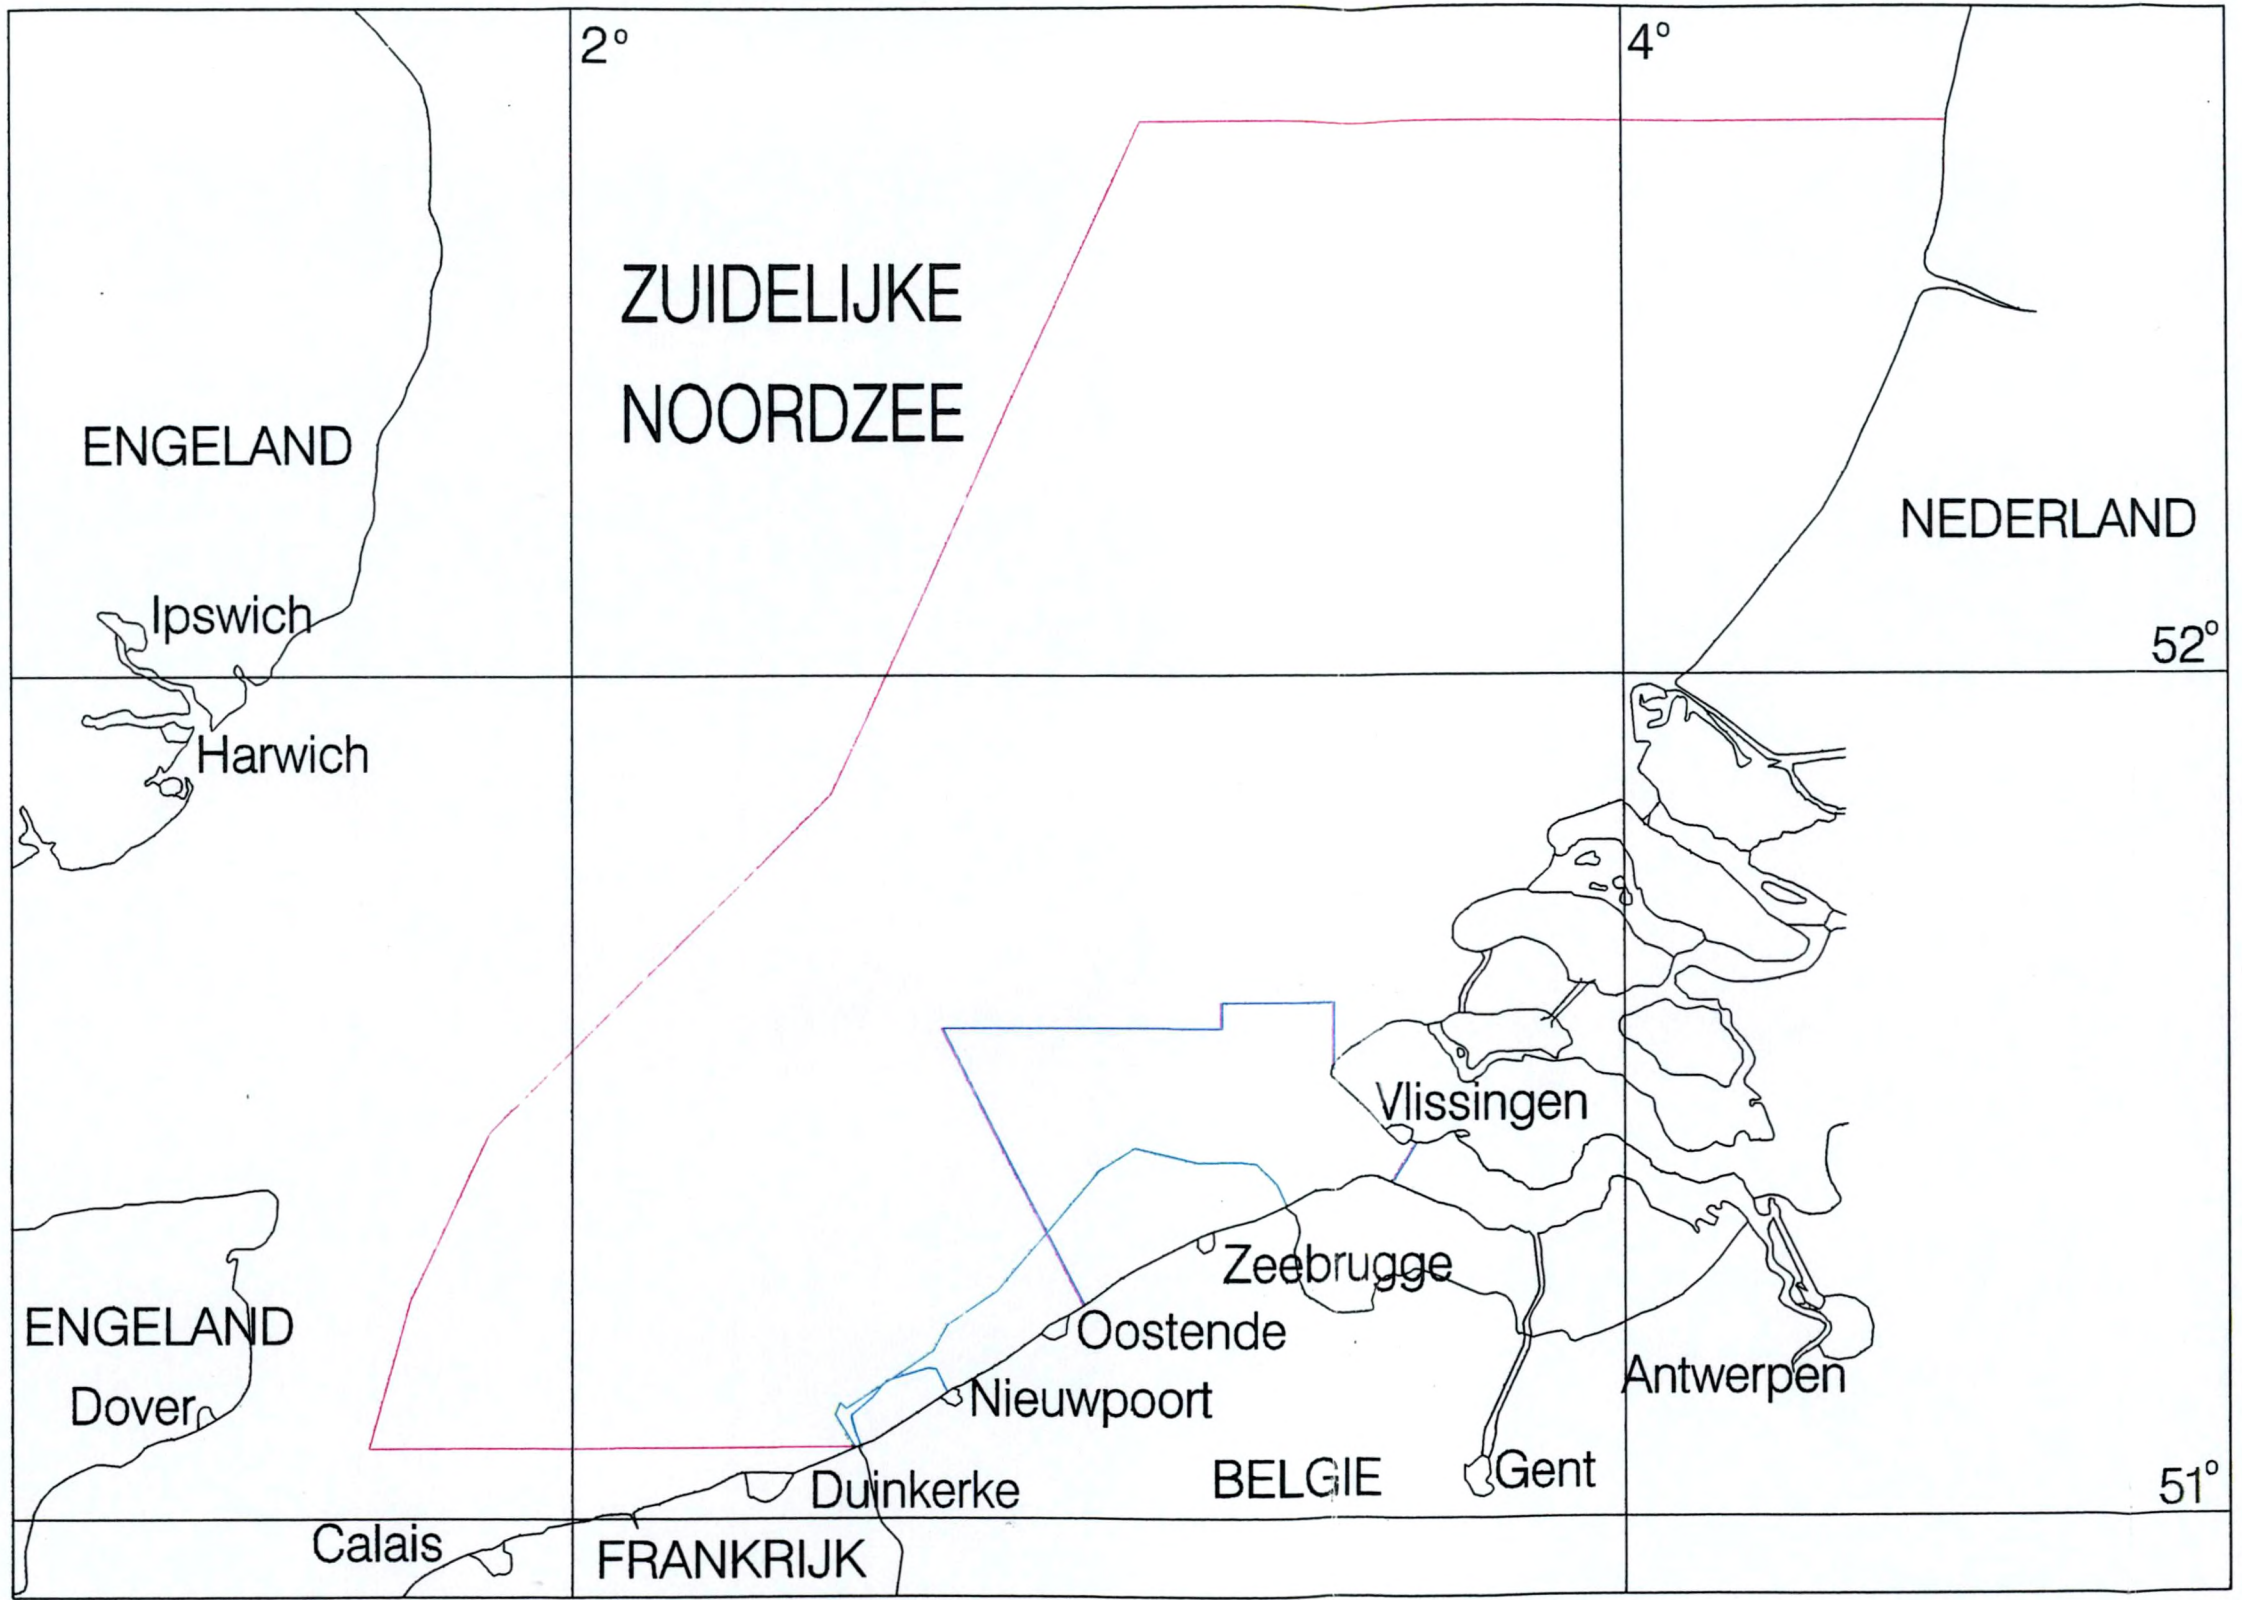 2°
4°
ZUIDELIJKE
NOORDZEE
ENGELAND
NEDERLAND
Ipswich
52°
Harwich
Vlissingen
Zeebrugge
ENGELAND
Oostende
Dover
Nieuwpoort
Antwerpen
Duinkerke
BELGIE
Gent
51°
Calais
FRANKRIJK